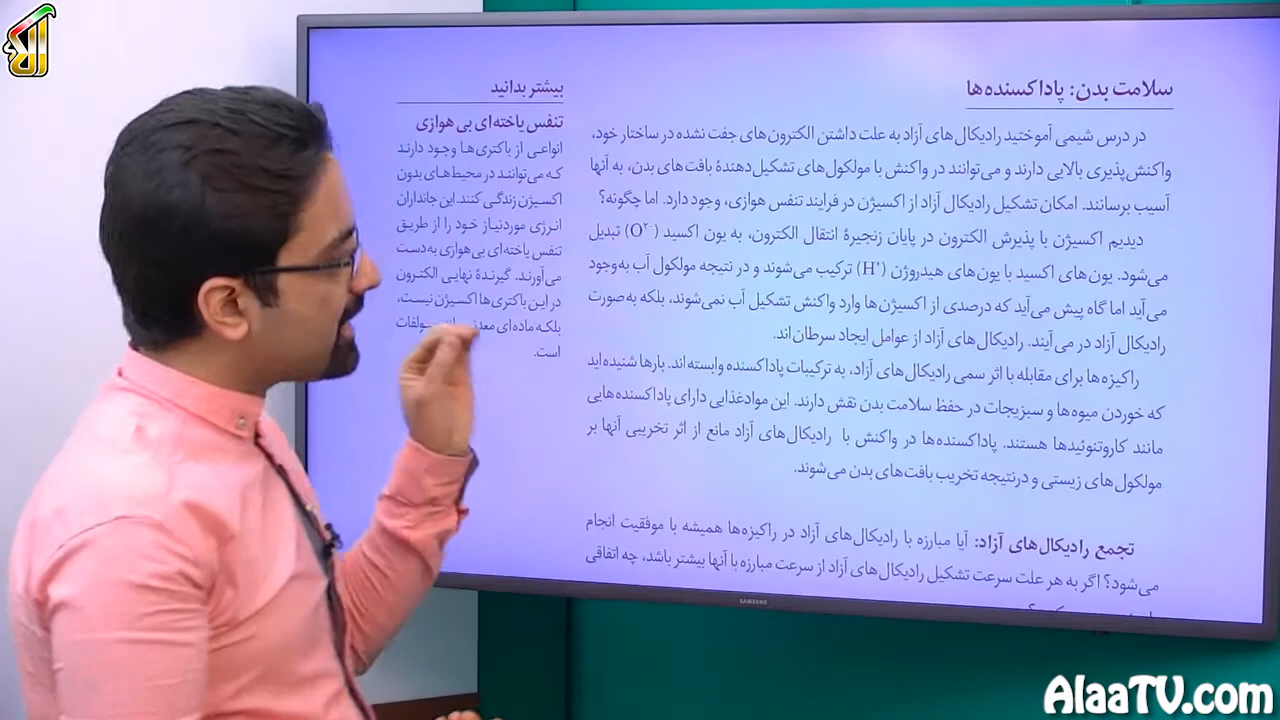 سلامت بدن: پاداکسنده‌ها
در درس شیمی آموختید رادیکال‌های آزاد به علت داشتن الکترون‌های جفت نشده در ساختار خود،
واکنش‌پذیری بالایی دارند و می‌توانند در واکنش با مولکول‌های تشکیل‌دهندهٔ بافت‌های بدن، به آنها
آسیب برسانند. امکان تشکیل رادیکال آزاد از اکسیژن در فرایند تنفس هوازی، وجود دارد. اما چگونه؟
دیدیم اکسیژن با پذیرش الکترون در پایان زنجیرهٔ انتقال الکترون، به یون اکسید (O²⁻) تبدیل
می‌شود. یون‌های اکسید با یون‌های هیدروژن (H⁺) ترکیب می‌شوند و در نتیجه مولکول آب به‌وجود
می‌آید اما گاه پیش می‌آید که درصدی از اکسیژن‌ها وارد واکنش تشکیل آب نمی‌شوند، بلکه به‌صورت
رادیکال آزاد در می‌آیند. رادیکال‌های آزاد از عوامل ایجاد سرطان‌اند.
راکیزه‌ها برای مقابله با اثر سمی رادیکال‌های آزاد، به ترکیبات پاداکسنده وابسته‌اند. بارها شنیده‌اید
که خوردن میوه‌ها و سبزیجات در حفظ سلامت بدن نقش دارند. این موادغذایی دارای پاداکسنده‌هایی
مانند کاروتنوئیدها هستند. پاداکسنده‌ها در واکنش با رادیکال‌های آزاد مانع از اثر تخریبی آنها بر
مولکول‌های زیستی و درنتیجه تخریب بافت‌های بدن می‌شوند.
تجمع رادیکال‌های آزاد: آیا مبارزه با رادیکال‌های آزاد در راکیزه‌ها همیشه با موفقیت انجام
می‌شود؟ اگر به هر علت سرعت تشکیل رادیکال‌های آزاد از سرعت مبارزه با آنها بیشتر باشد، چه اتفاقی
بیشتر بدانید
تنفس یاخته‌ای بی هوازی
انواعی از باکتری‌ها وجود دارند
که می‌توانند در محیط‌های بدون
اکسیژن زندگی کنند. این جانداران
انرژی موردنیاز خود را از طریق
تنفس یاخته‌ای بی‌هوازی به‌دست
می‌آورند. گیرندهٔ نهایی الکترون
در این باکتری‌ها اکسیژن نیست،
بلکه ماده‌ای
است.
SAMSUNG
آلاء
AlaaTV.com